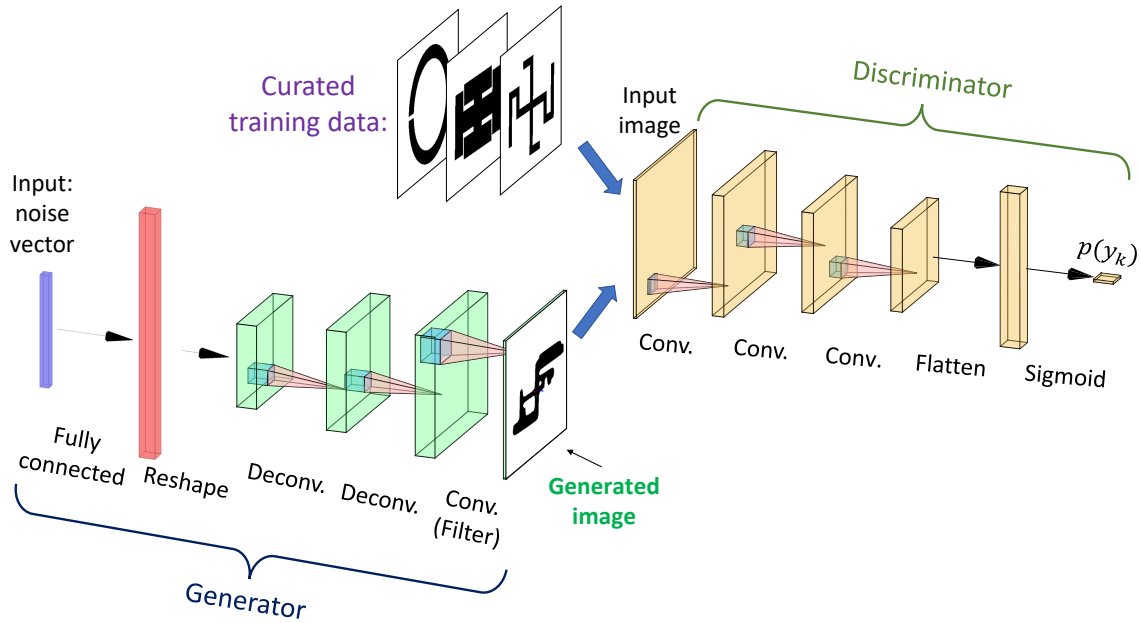 Curated
training data:
Input
image
Discriminator
Input:
noise
vector
p(y_k)
Conv.
Conv.
Conv.
Flatten
Sigmoid
Fully
connected
Reshape
Deconv.
Deconv.
Conv.
(Filter)
Generated
image
Generator